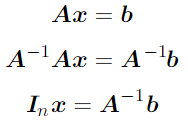 Ax = b
A⁻¹Ax = A⁻¹b
Iₙx = A⁻¹b